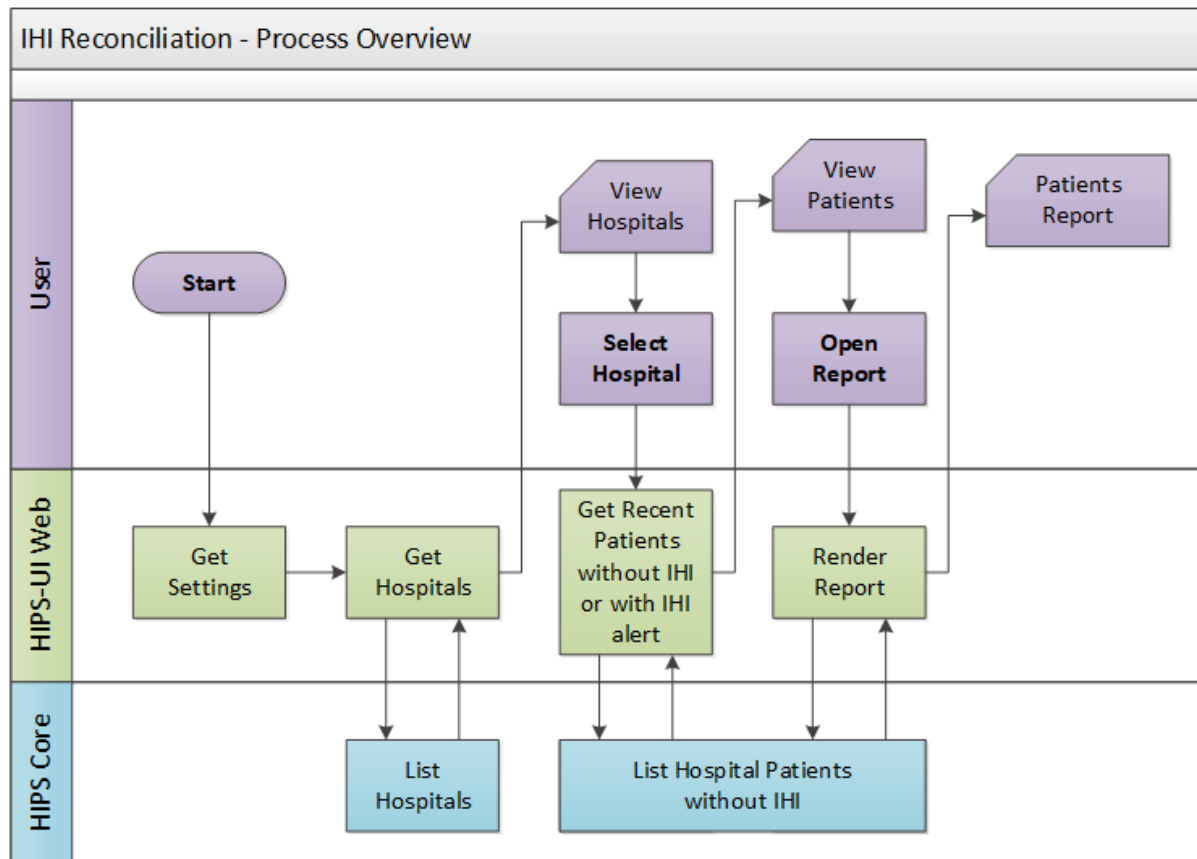 IHI Reconciliation - Process Overview
User
Start
View
Hospitals
View
Patients
Patients
Report
Select
Hospital
Open
Report
HIPS-UI Web
Get
Settings
Get
Hospitals
Get Recent
Patients
without IHI
or with IHI
alert
Render
Report
HIPS Core
List
Hospitals
List Hospital Patients
without IHI